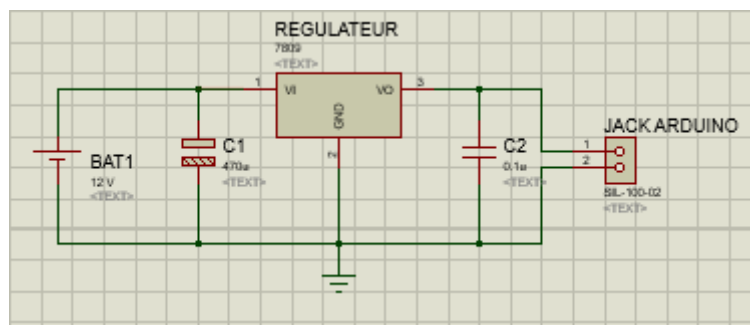 REGULATEUR
7809
<TEXT>
1
VI
VO
3
GND
2
BAT1
12 V
<TEXT>
C1
470u
<TEXT>
C2
0.1u
<TEXT>
JACK ARDUINO
1
2
SIL-100-02
<TEXT>